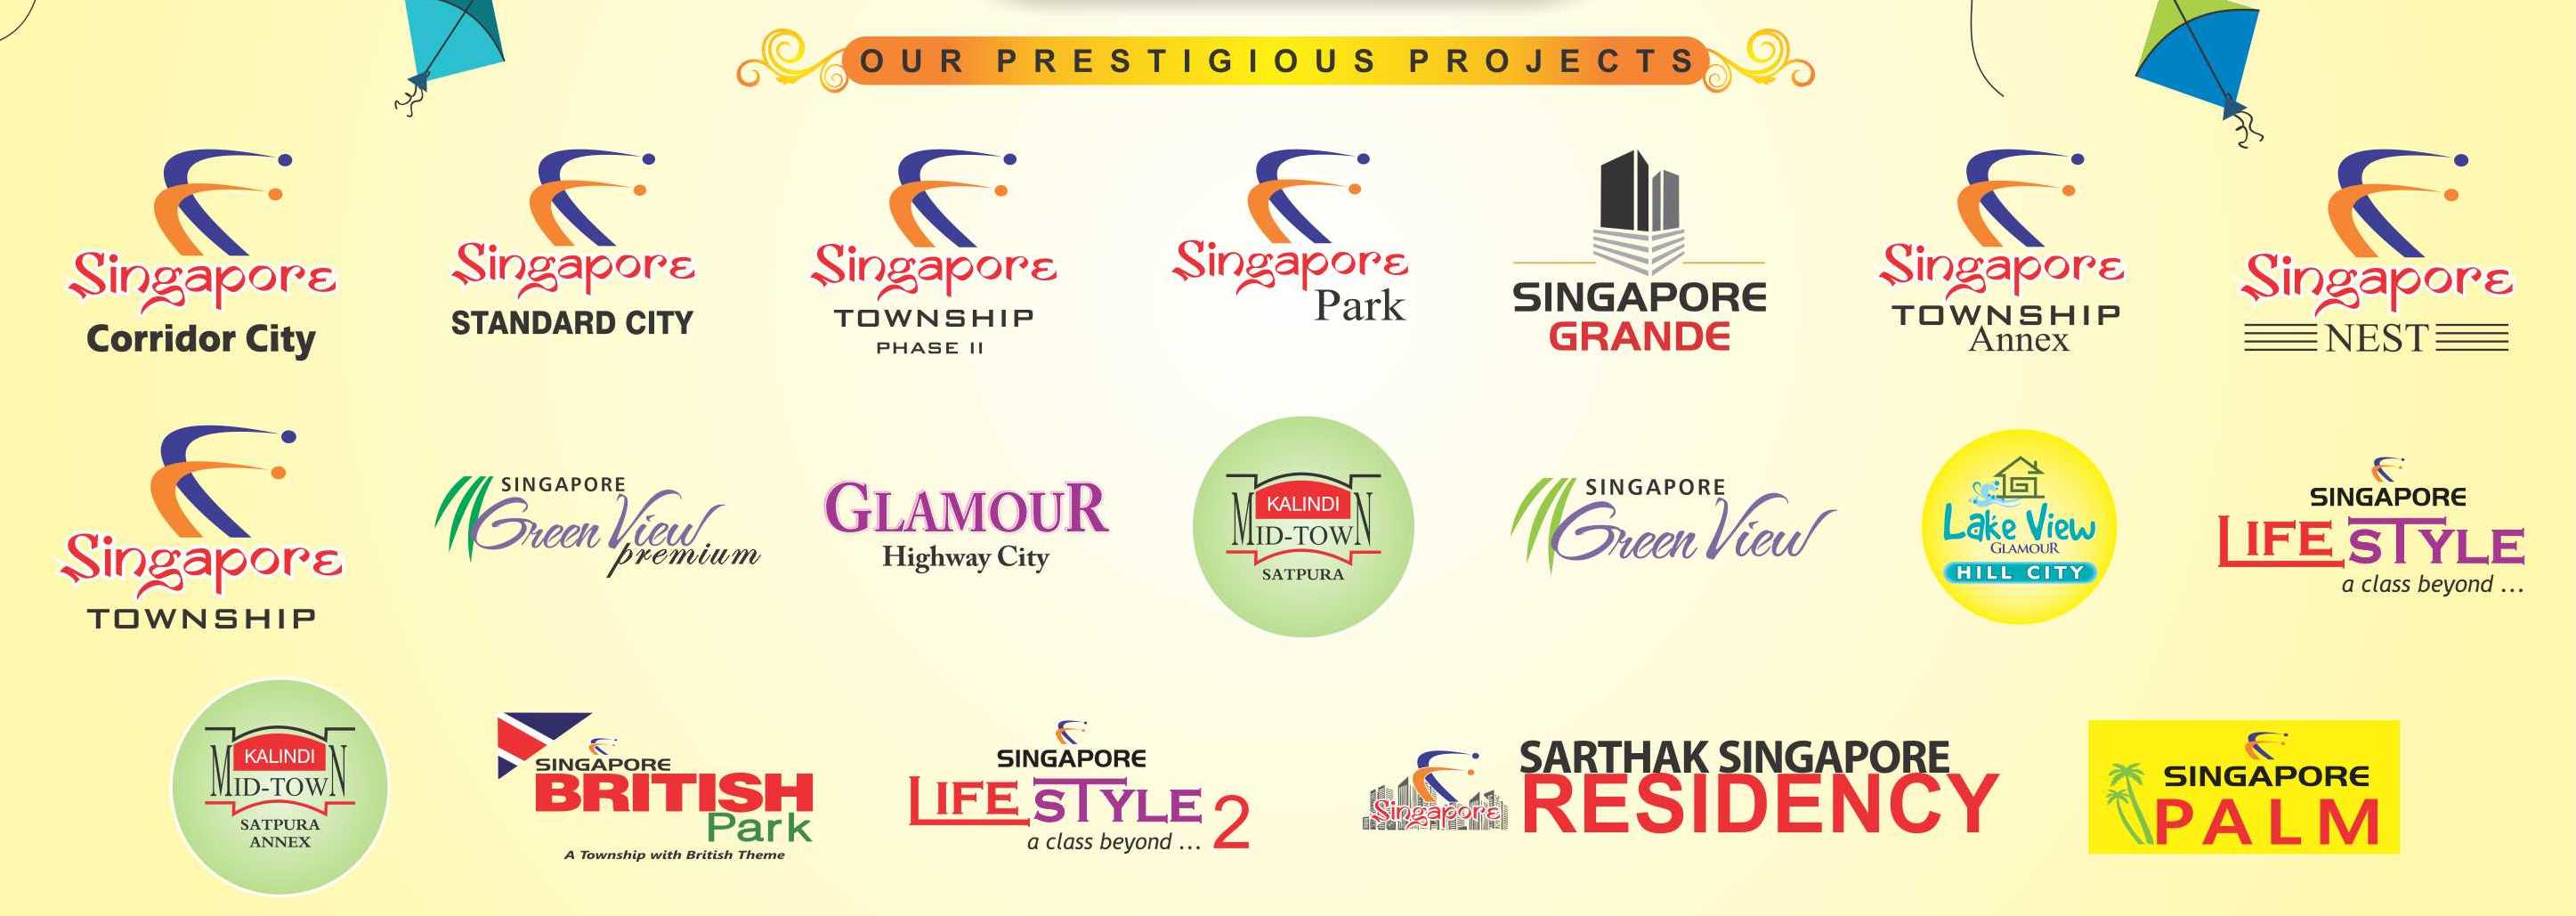 OUR PRESTIGIOUS PROJECTS
Singapore
Corridor City
Singapore
STANDARD CITY
Singapore
TOWNSHIP
PHASE II
Singapore
Park
SINGAPORE
GRANDE
Singapore
TOWNSHIP
Annex
Singapore
NEST
Singapore
TOWNSHIP
SINGAPORE
Green View
premium
GLAMOUR
Highway City
KALINDI
MID-TOWN
SATPURA
SINGAPORE
Green View
Lake View
GLAMOUR
HILL CITY
SINGAPORE
LIFE STYLE
a class beyond ...
KALINDI
MID-TOWN
SATPURA
ANNEX
SINGAPORE
BRITISH
Park
A Township with British Theme
SINGAPORE
LIFE STYLE 2
a class beyond ...
Singapore
SARTHAK SINGAPORE
RESIDENCY
SINGAPORE
PALM